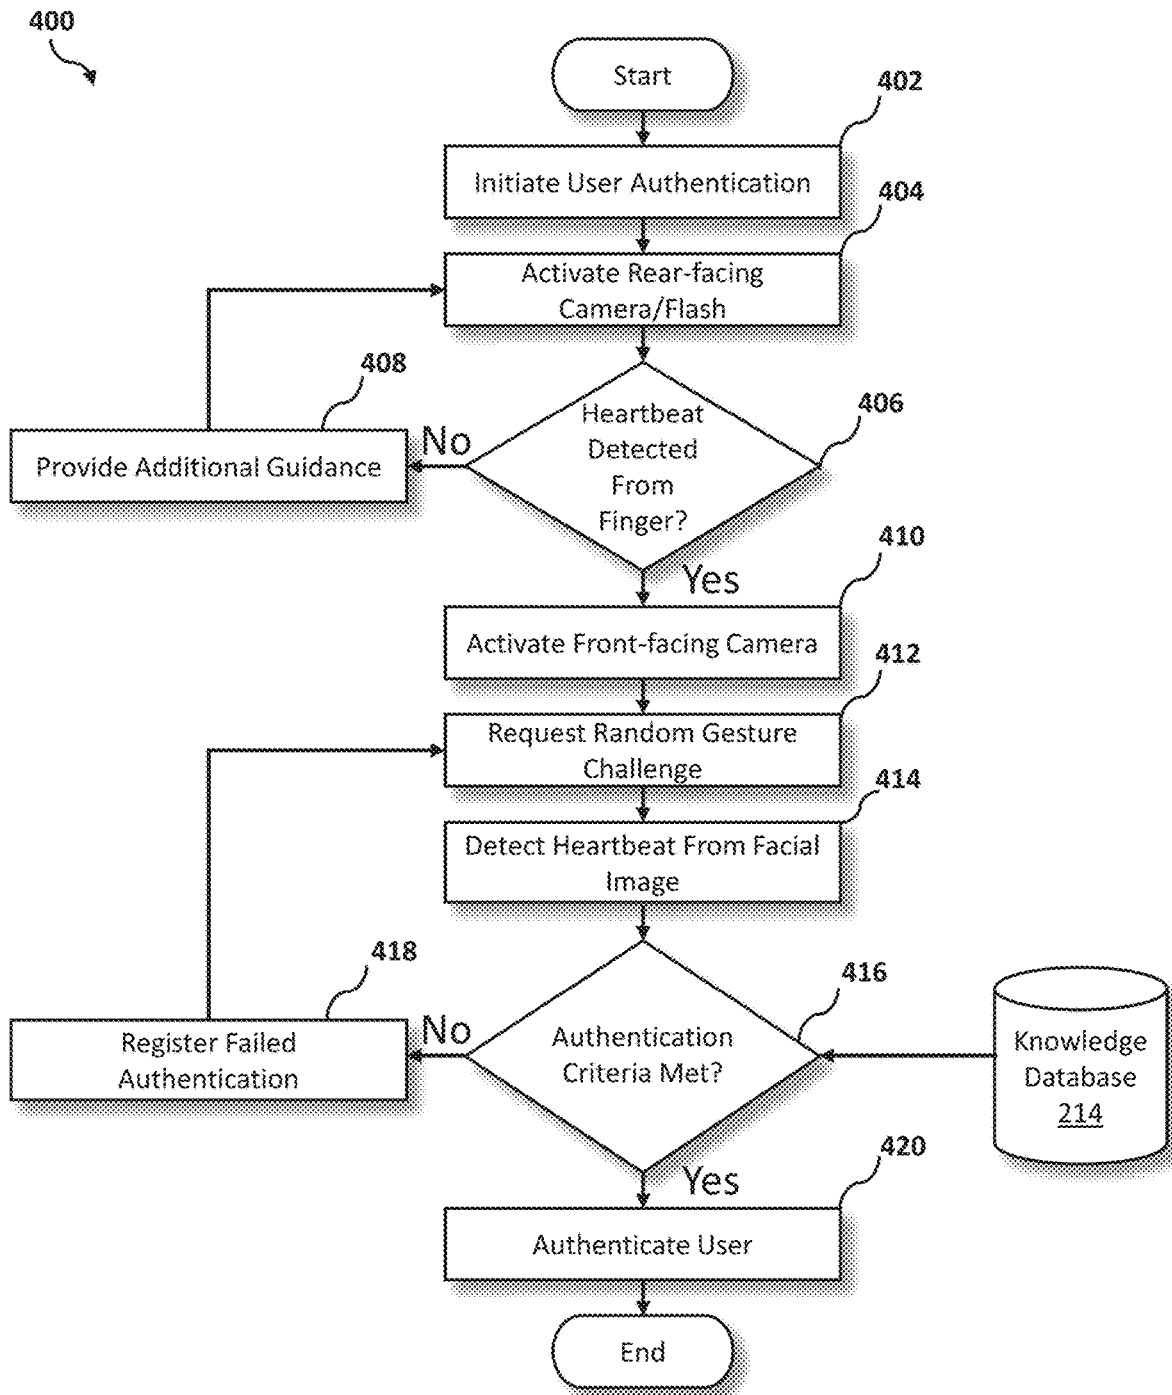 400
Start
402
Initiate User Authentication
404
Activate Rear-facing
Camera/Flash
408
406
Heartbeat
Detected
From
Finger?
No
Provide Additional Guidance
Yes
410
Activate Front-facing Camera
412
Request Random Gesture
Challenge
414
Detect Heartbeat From Facial
Image
418
416
No
Register Failed
Authentication
Authentication
Criteria Met?
Knowledge
Database
214
Yes
420
Authenticate User
End